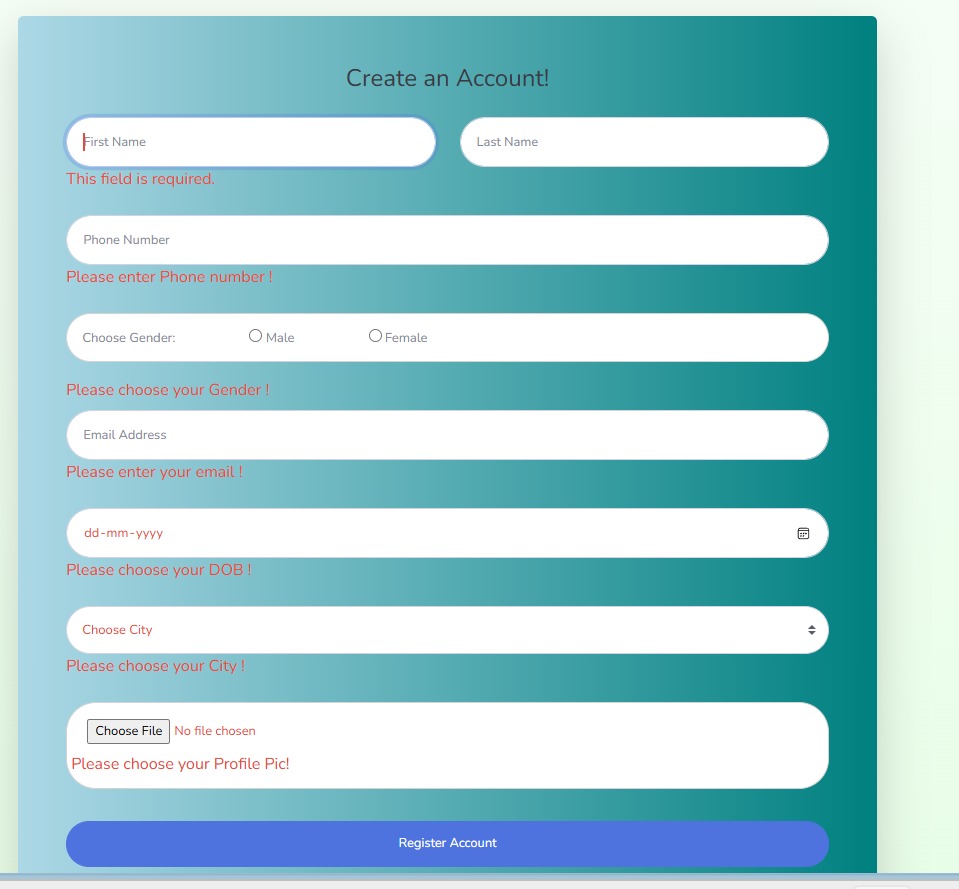 Create an Account!
First Name
Last Name
This field is required.
Phone Number
Please enter Phone number !
Choose Gender: Male Female
Please choose your Gender !
Email Address
Please enter your email !
dd-mm-yyyy
Please choose your DOB !
Choose City
Please choose your City !
Choose File No file chosen
Please choose your Profile Pic!
Register Account